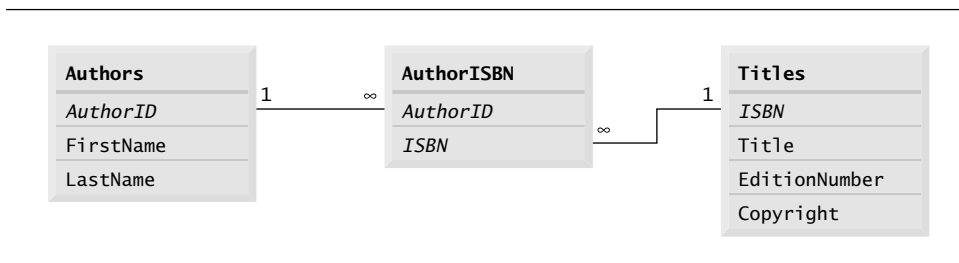 Authors
AuthorID
FirstName
LastName
1 ∞
AuthorISBN
AuthorID
ISBN
∞ 1
Titles
ISBN
Title
EditionNumber
Copyright